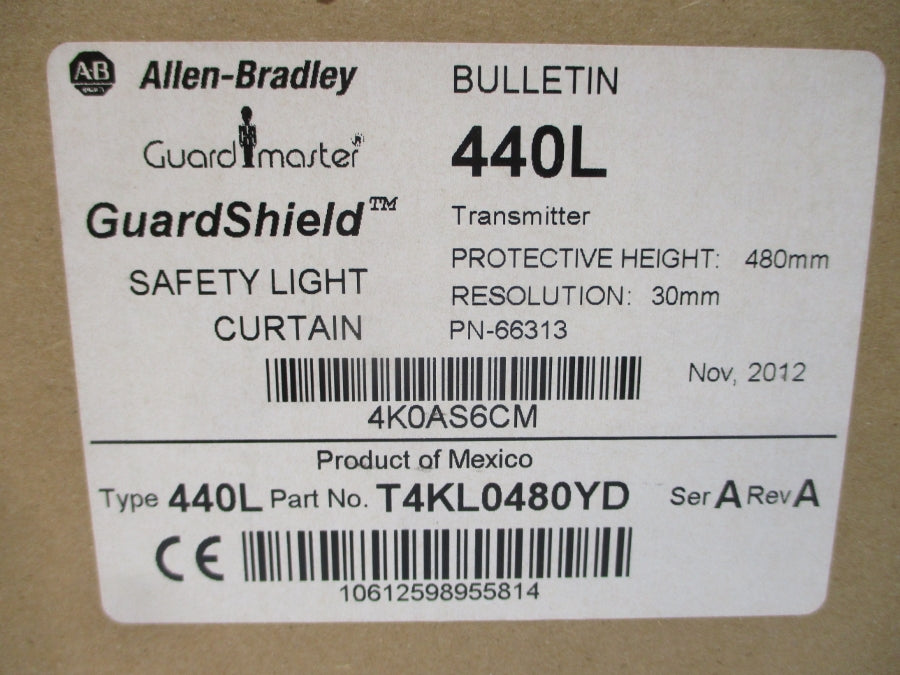 AB Allen-Bradley
Guardmaster®
GuardShield™
SAFETY LIGHT
CURTAIN
BULLETIN
440L
Transmitter
PROTECTIVE HEIGHT: 480mm
RESOLUTION: 30mm
PN-66313
Nov, 2012
4K0AS6CM
Product of Mexico
Type 440L Part No. T4KL0480YD Ser A Rev A
CE
10612598955814